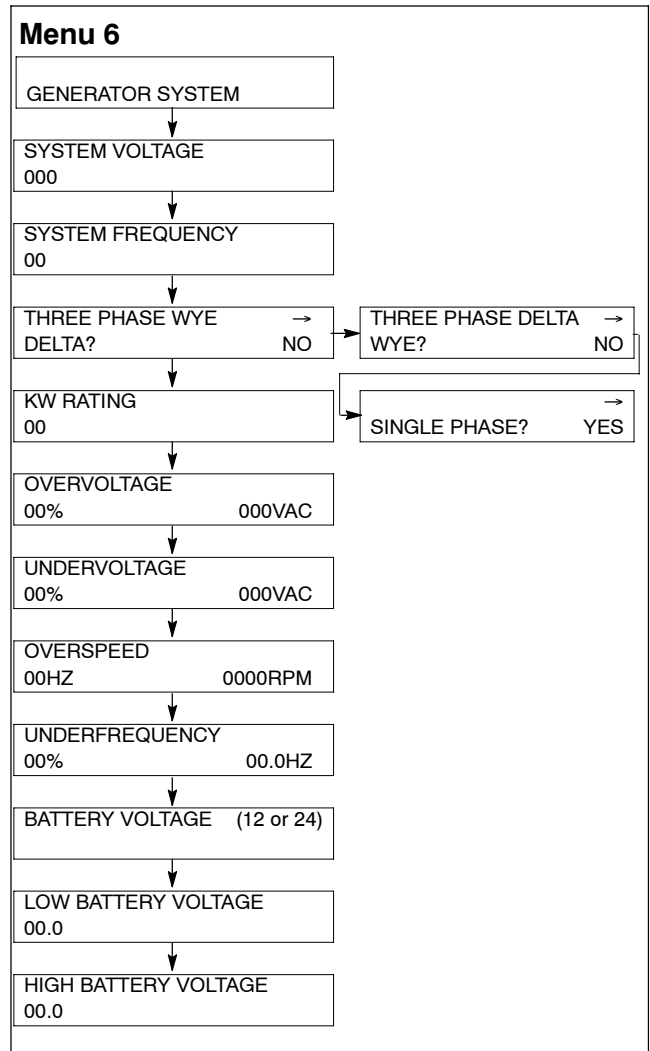 Menu 6
GENERATOR SYSTEM
SYSTEM VOLTAGE
000
SYSTEM FREQUENCY
00
THREE PHASE WYE →
DELTA? NO
THREE PHASE DELTA →
WYE? NO
→
SINGLE PHASE? YES
KW RATING
00
OVERVOLTAGE
00% 000VAC
UNDERVOLTAGE
00% 000VAC
OVERSPEED
00HZ 0000RPM
UNDERFREQUENCY
00% 00.0HZ
BATTERY VOLTAGE (12 or 24)
LOW BATTERY VOLTAGE
00.0
HIGH BATTERY VOLTAGE
00.0